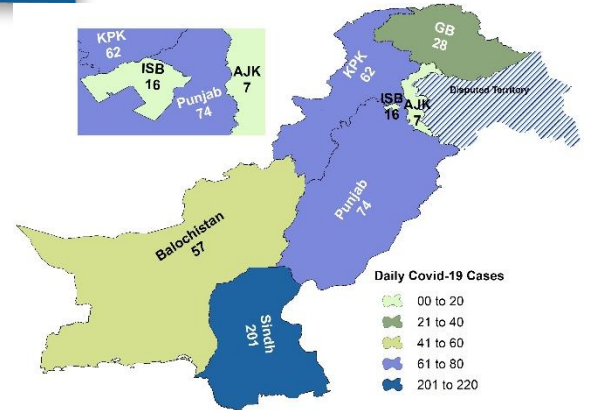 KPK
62
ISB
16
Punjab
74
AJK
7
GB
28
KPK
62
ISB
16
AJK
7
Disputed Territory
Punjab
74
Balochistan
57
Sindh
201
Daily Covid-19 Cases
00 to 20
21 to 40
41 to 60
61 to 80
201 to 220